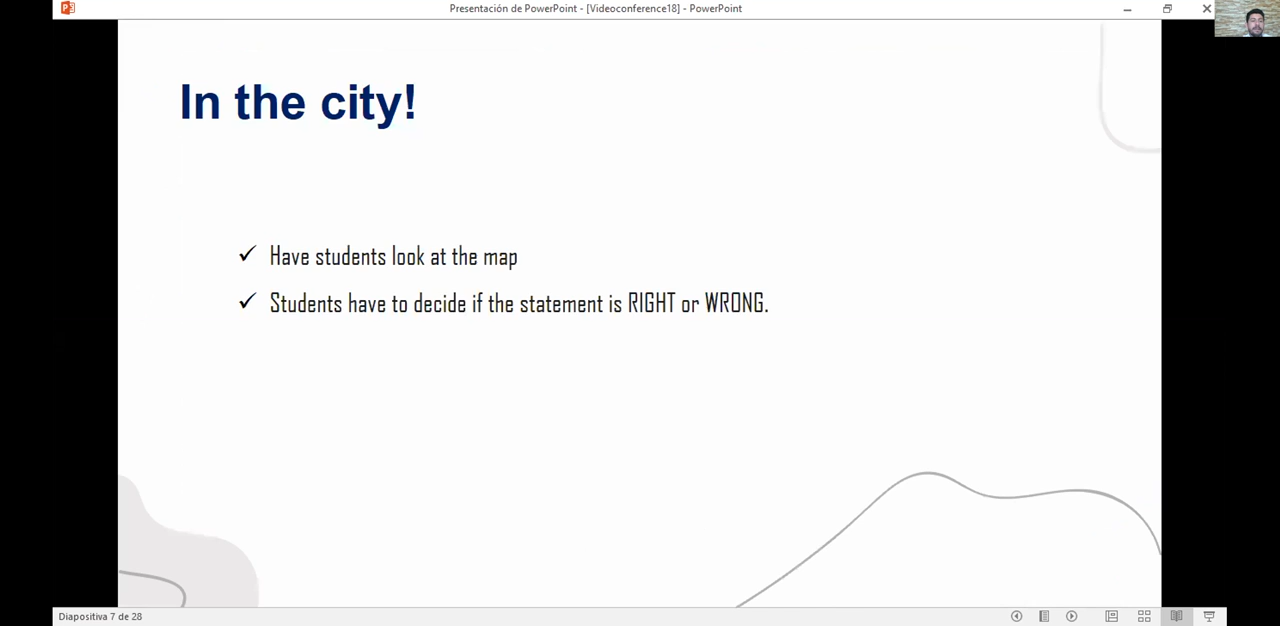 Presentación de PowerPoint - [Videoconference18] - PowerPoint
In the city!
✓ Have students look at the map
✓ Students have to decide if the statement is RIGHT or WRONG.
Diapositiva 7 de 28